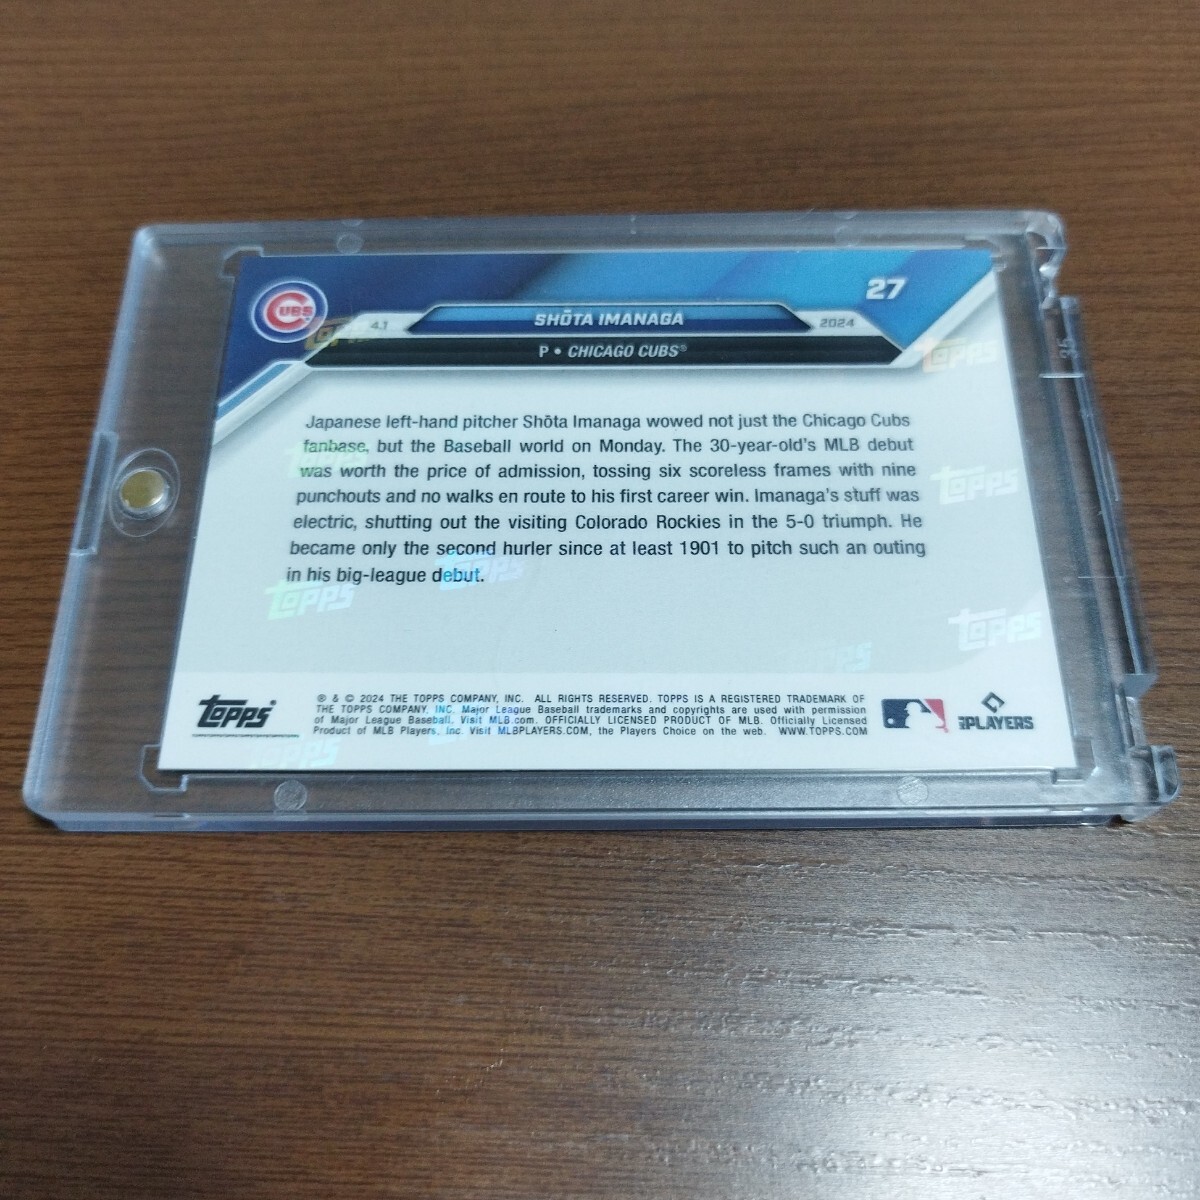 27
CUBS
4.1
SHŌTA IMANAGA
2024
P • CHICAGO CUBS®
Japanese left-hand pitcher Shōta Imanaga wowed not just the Chicago Cubs
fanbase, but the Baseball world on Monday. The 30-year-old's MLB debut
was worth the price of admission, tossing six scoreless frames with nine
punchouts and no walks en route to his first career win. Imanaga's stuff was
electric, shutting out the visiting Colorado Rockies in the 5-0 triumph. He
became only the second hurler since at least 1901 to pitch such an outing
in his big-league debut.
topps
topps
topps
topps
topps
topps®
® & © 2024 THE TOPPS COMPANY, INC. ALL RIGHTS RESERVED. TOPPS IS A REGISTERED TRADEMARK OF
THE TOPPS COMPANY, INC. Major League Baseball trademarks and copyrights are used with permission
of Major League Baseball. Visit MLB.com. OFFICIALLY LICENSED PRODUCT OF MLB. Officially Licensed
Product of MLB Players, Inc. Visit MLBPLAYERS.COM, the Players Choice on the web. WWW.TOPPS.COM
PLAYERS
35